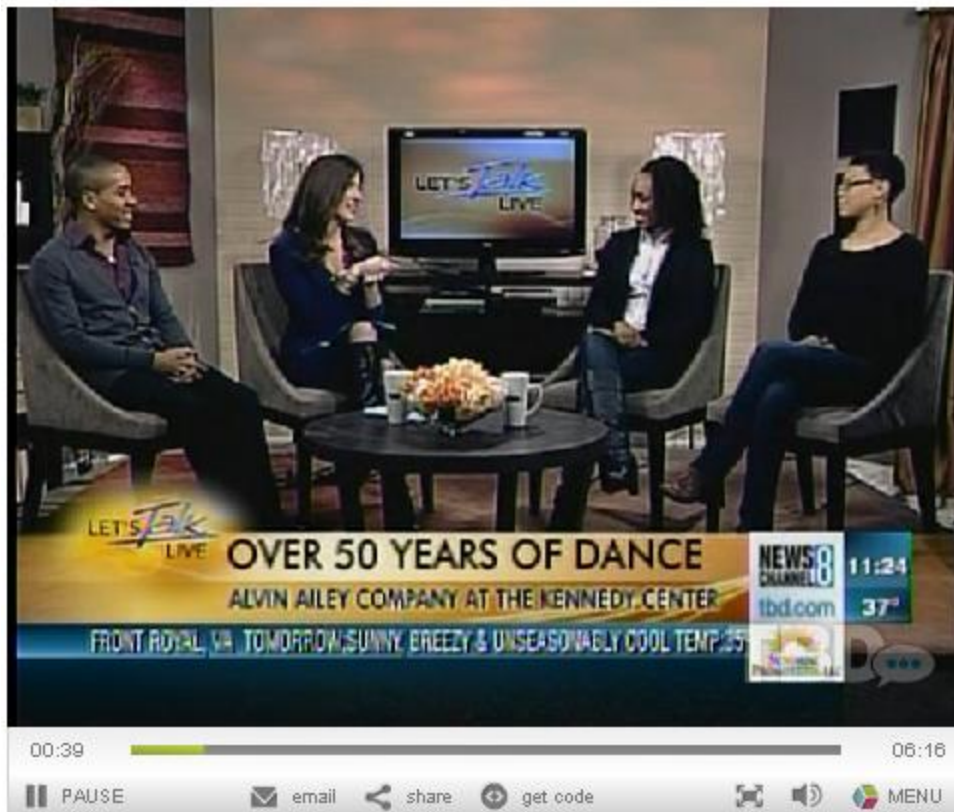 LET'S Talk
LIVE
LET'S Talk
LIVE
OVER 50 YEARS OF DANCE
ALVIN AILEY COMPANY AT THE KENNEDY CENTER
NEWS 8
CHANNEL
tbd.com
11:24
37°
FRONT ROYAL, VA TOMORROW:SUNNY, BREEZY & UNSEASONABLY COOL TEMP:35°
TBD
00:39
06:16
PAUSE
email
share
get code
MENU